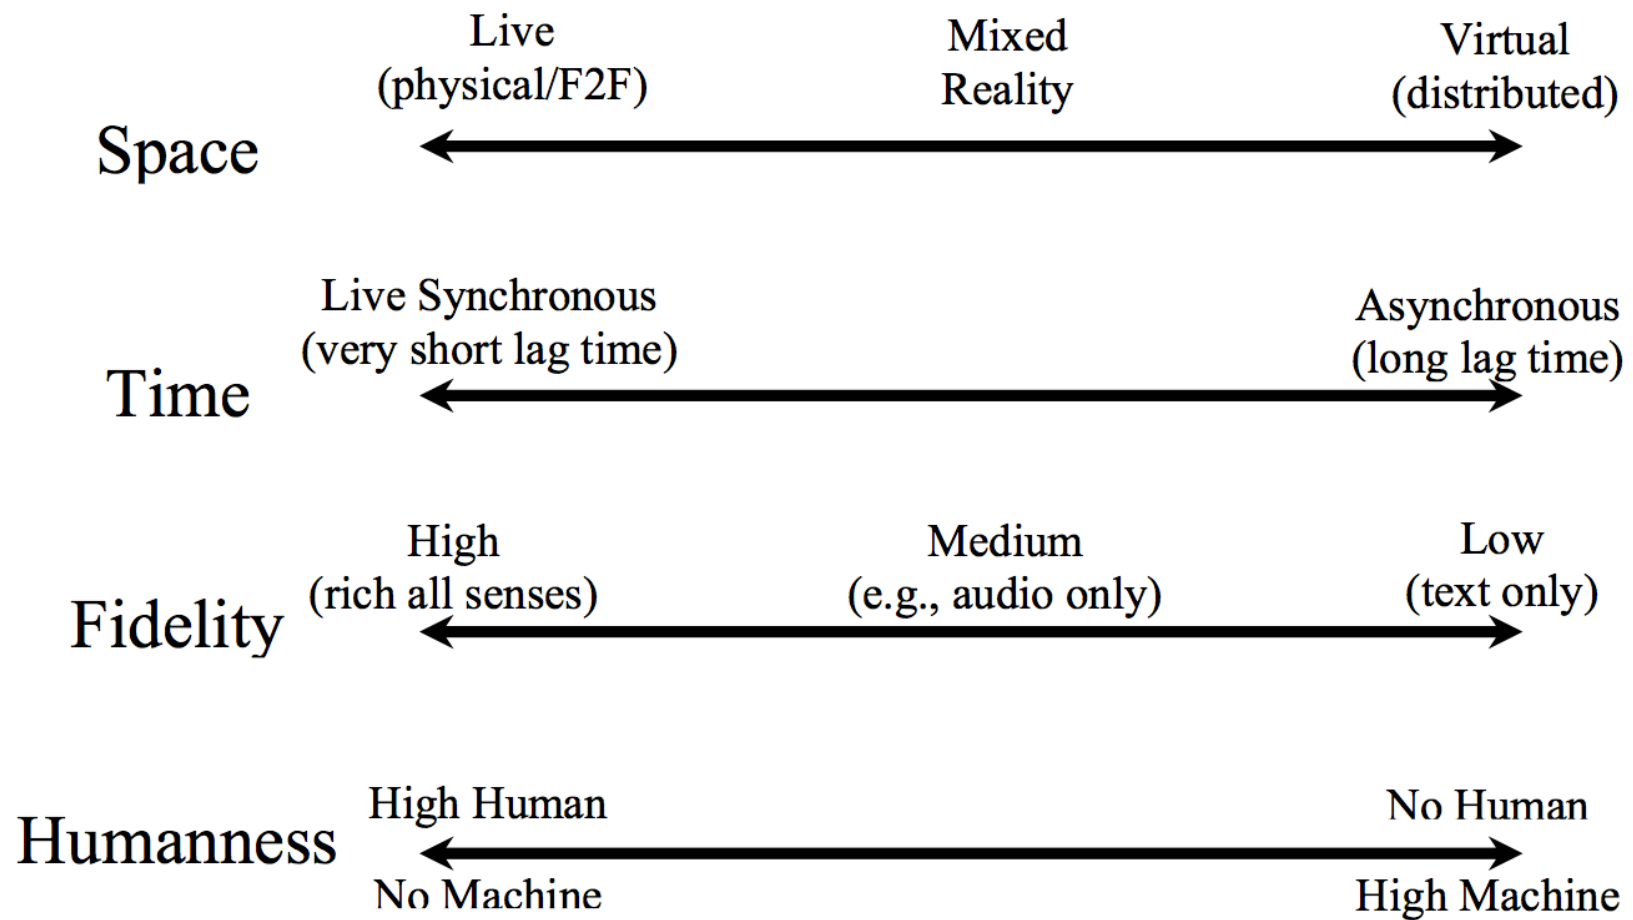 Live
(physical/F2F)
Mixed
Reality
Virtual
(distributed)
Space
Live Synchronous
(very short lag time)
Asynchronous
(long lag time)
Time
High
(rich all senses)
Medium
(e.g., audio only)
Low
(text only)
Fidelity
High Human
No Human
Humanness
No Machine
High Machine